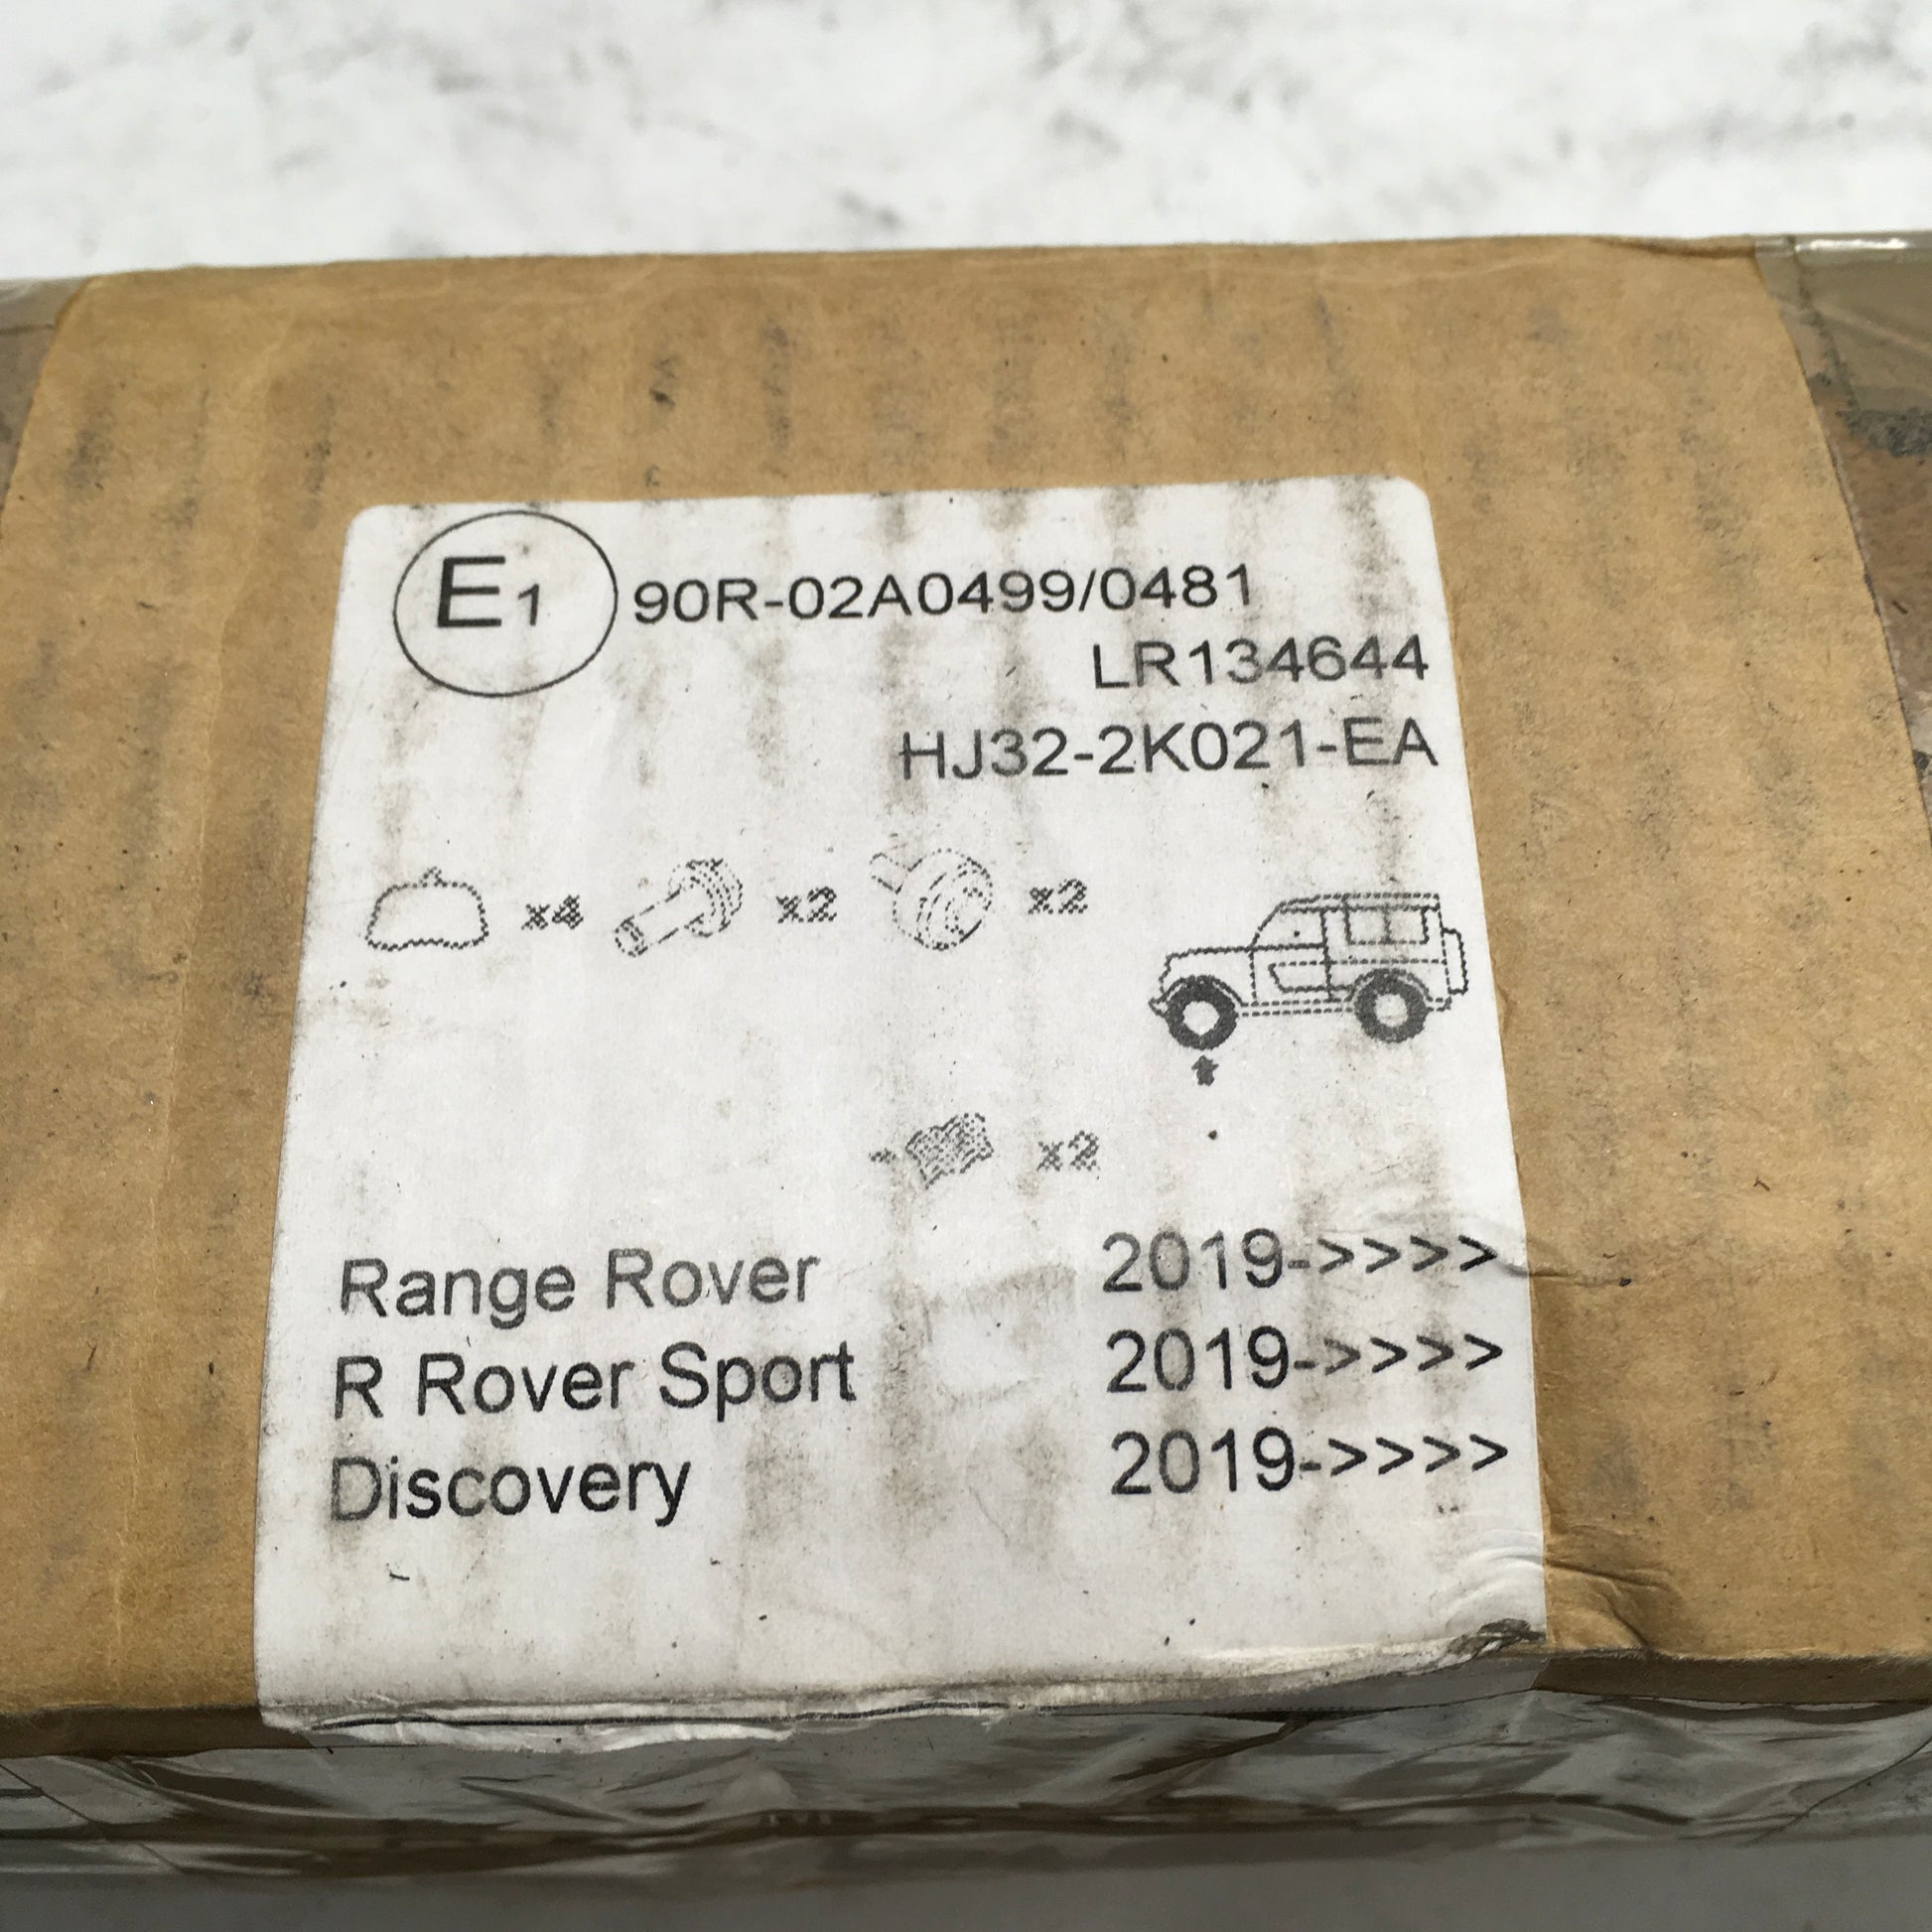 E1 90R-02A0499/0481
LR134644
HJ32-2K021-EA
x4 x2 x2
x2
Range Rover 2019->>>>
R Rover Sport 2019->>>>
Discovery 2019->>>>